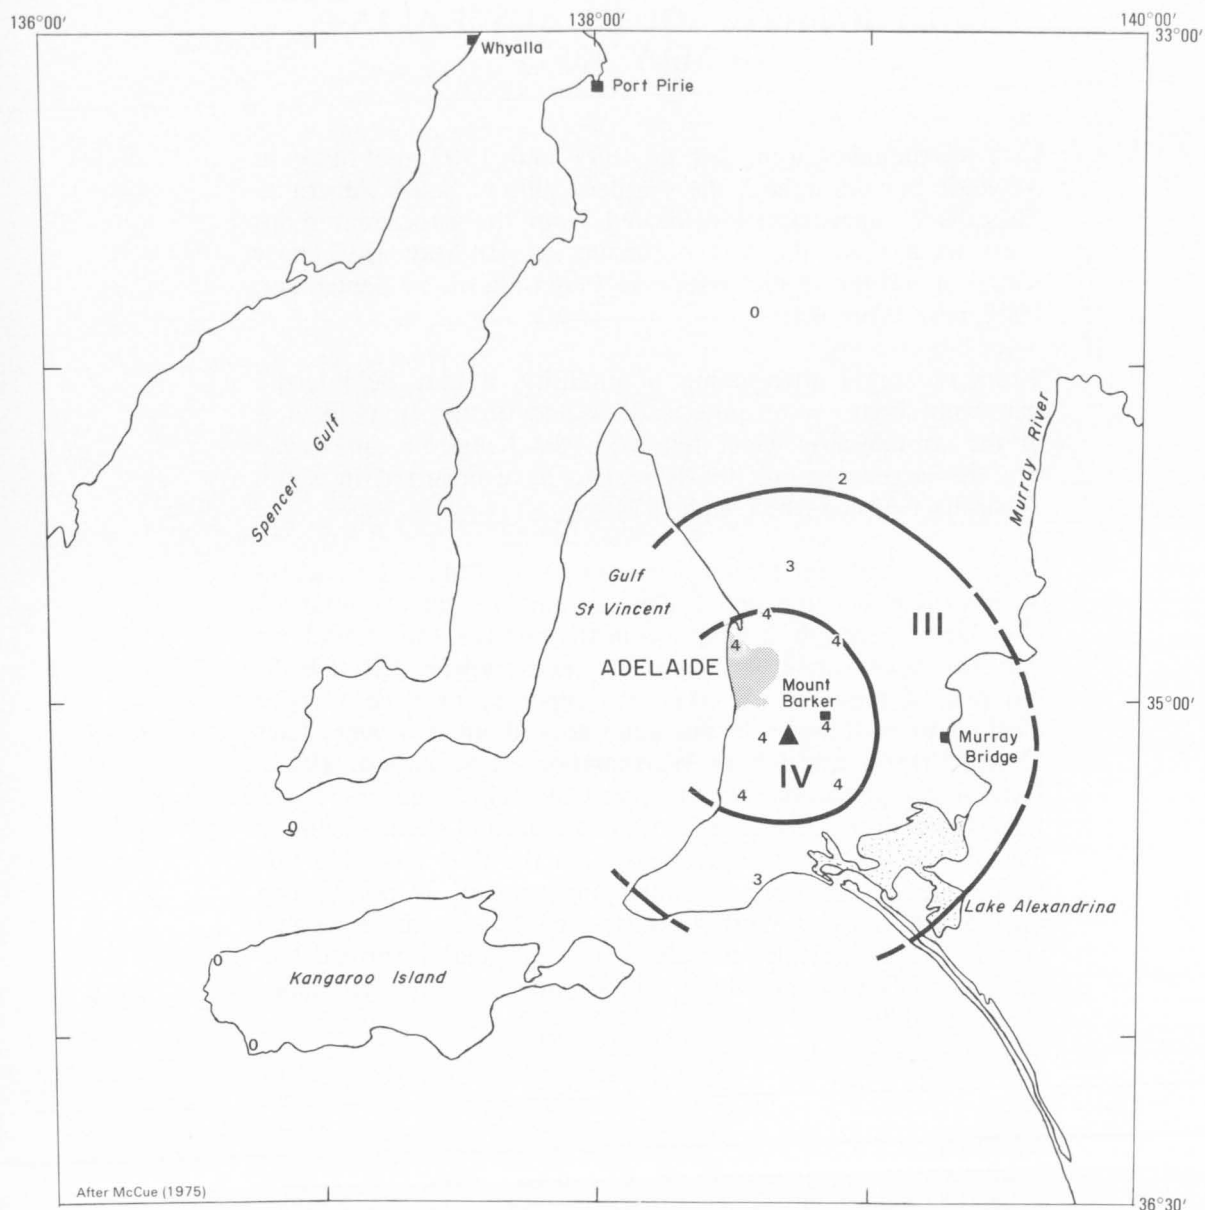 136°00'
138°00'
140°00'
33°00'
Whyalla
Port Pirie
0
Spencer Gulf
Murray River
2
3
Gulf
St Vincent
4
III
4
4
ADELAIDE
Mount
Barker
35°00'
4
4
Murray
Bridge
IV
4
4
0
3
Lake Alexandrina
0
Kangaroo Island
0
After McCue (1975)
36°30'